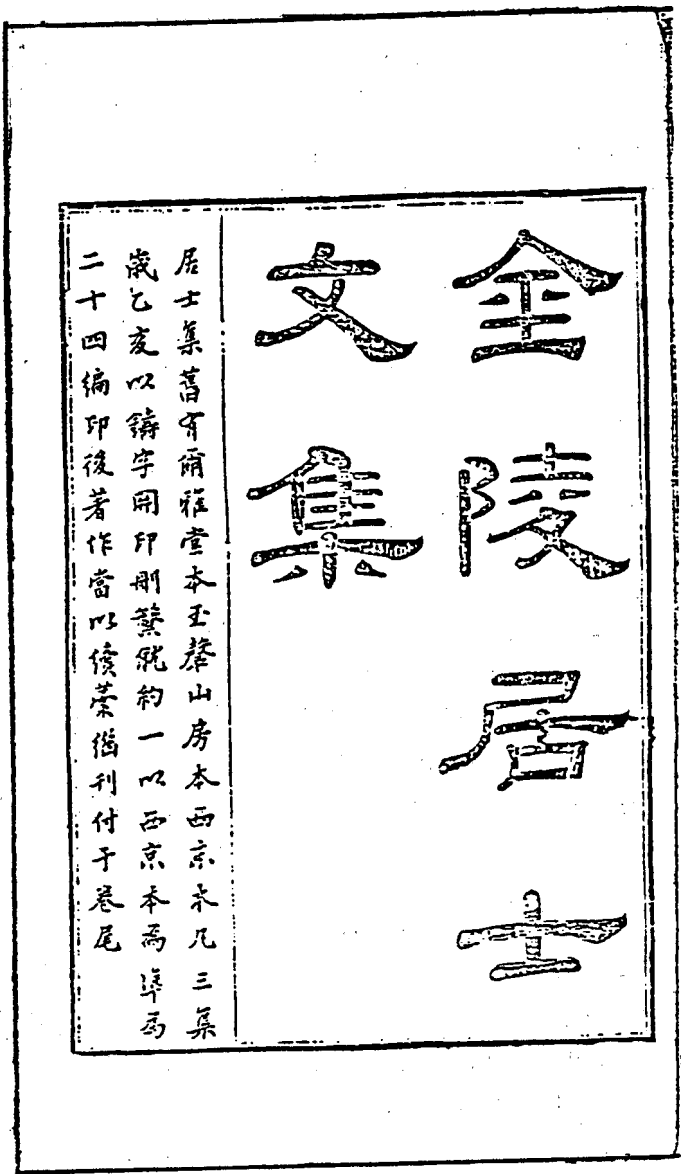 金陵居士
文集
居士集舊有爾雅堂本玉磬山房本西京本凡三集
歲乙亥以鑄字開印刪繁就約一以西京本爲準爲
二十四編印後著作當以續藁繼刊付于卷尾